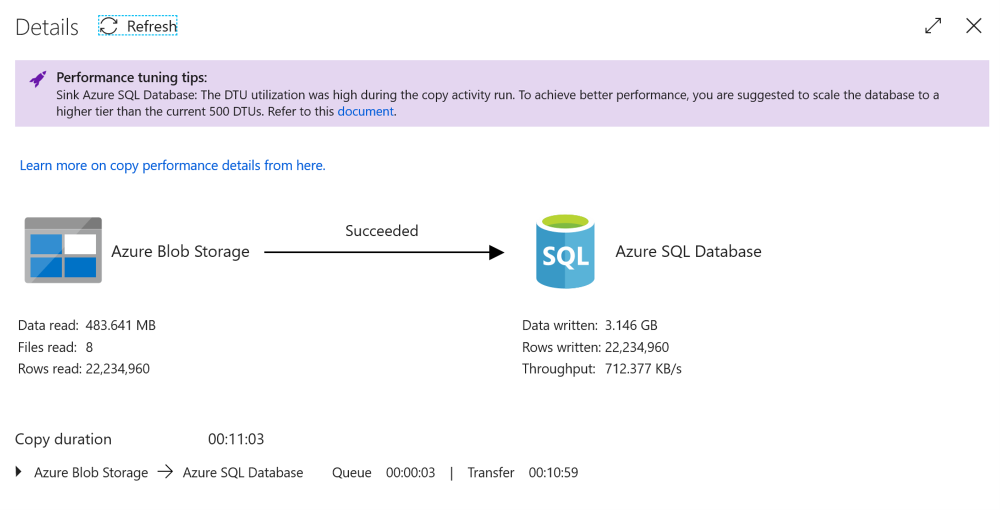 Details Refresh
Performance tuning tips:
Sink Azure SQL Database: The DTU utilization was high during the copy activity run. To achieve better performance, you are suggested to scale the database to a
higher tier than the current 500 DTUs. Refer to this document.
Learn more on copy performance details from here.
Succeeded
Azure Blob Storage
SQL
Azure SQL Database
Data read: 483.641 MB
Files read: 8
Rows read: 22,234,960
Data written: 3.146 GB
Rows written: 22,234,960
Throughput: 712.377 KB/s
Copy duration 00:11:03
Azure Blob Storage → Azure SQL Database Queue 00:00:03 | Transfer 00:10:59